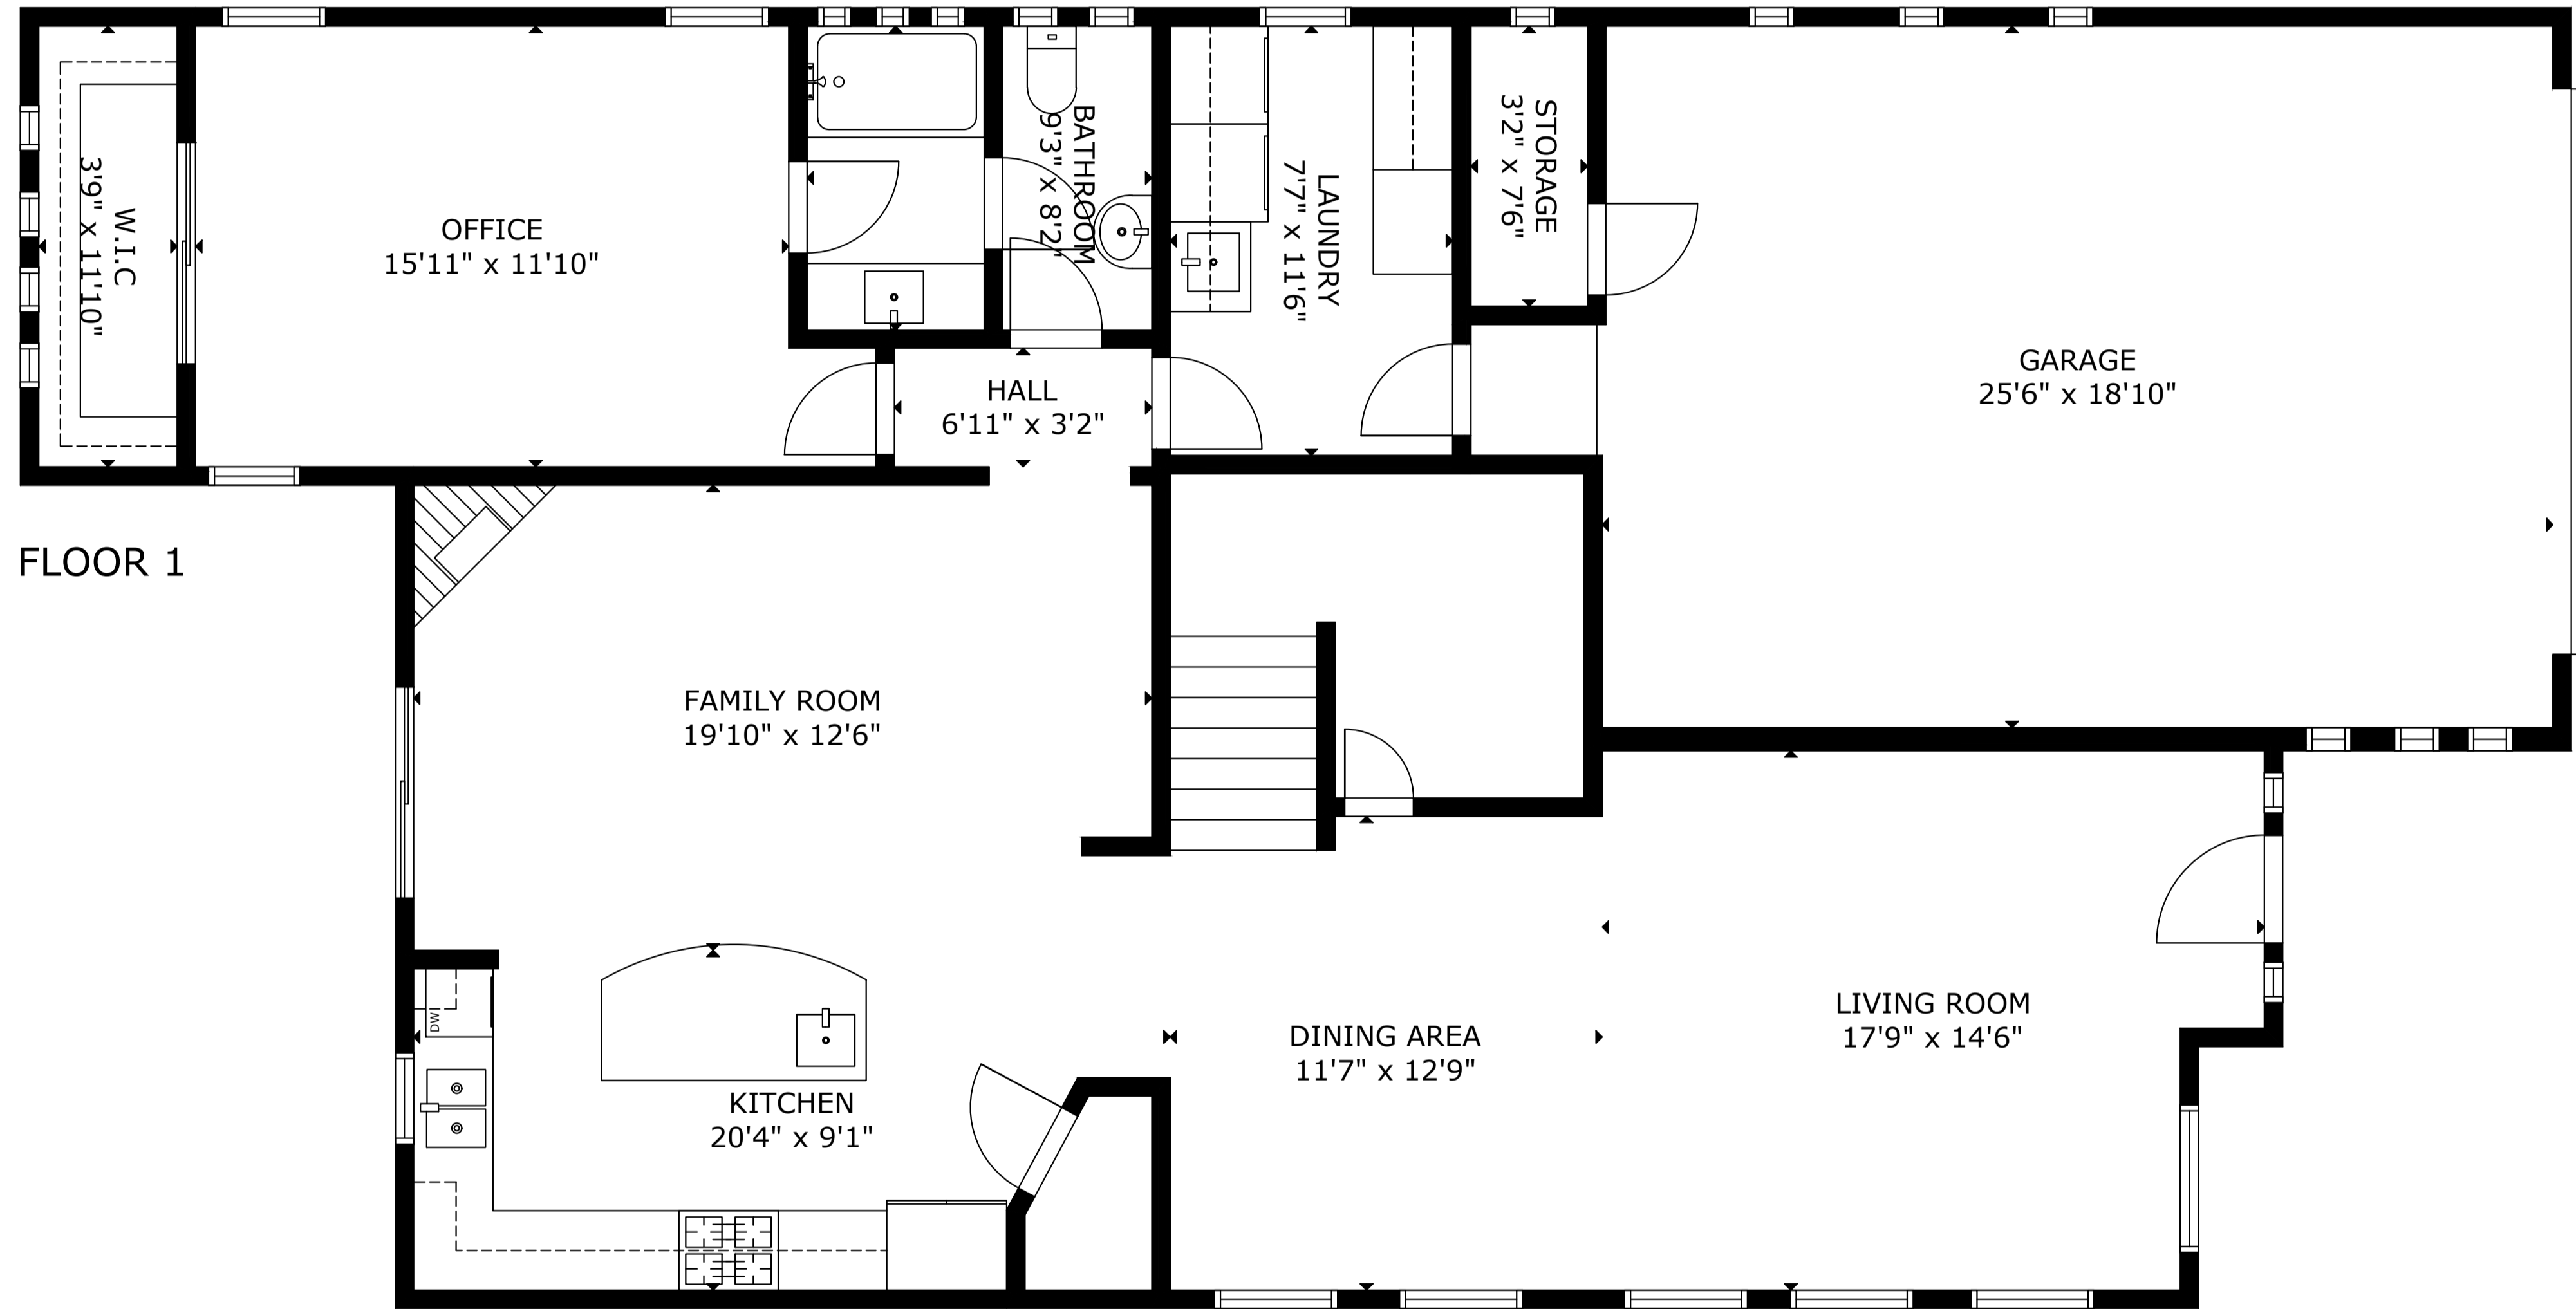 W.I.C
3'9" x 11'10"
OFFICE
15'11" x 11'10"
BATHROOM
9'3" x 8'2"
LAUNDRY
7'7" x 11'6"
STORAGE
3'2" x 7'6"
HALL
6'11" x 3'2"
GARAGE
25'6" x 18'10"
FLOOR 1
FAMILY ROOM
19'10" x 12'6"
DW
KITCHEN
20'4" x 9'1"
DINING AREA
11'7" x 12'9"
LIVING ROOM
17'9" x 14'6"